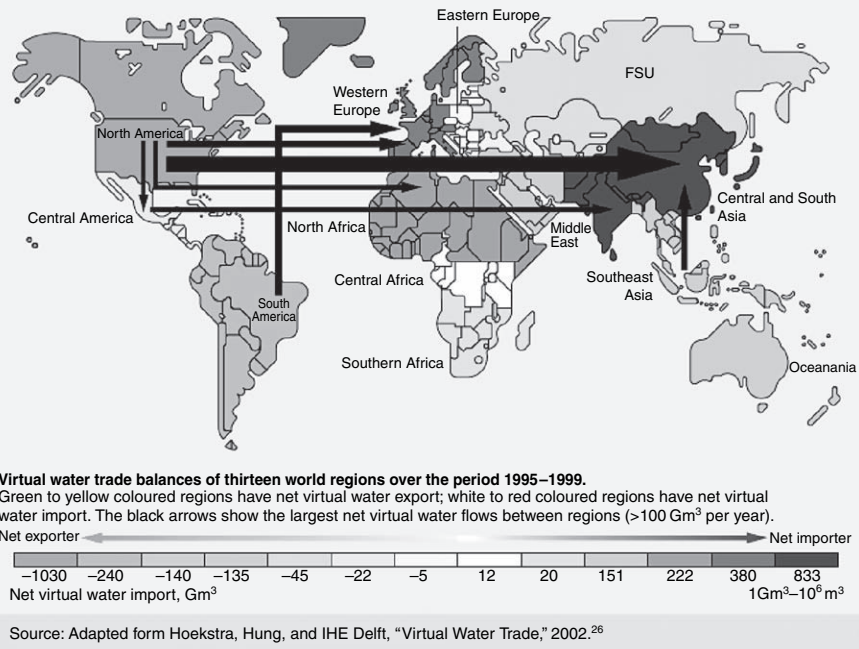 Eastern Europe
FSU
Western
Europe
North America
Central America
North Africa
Middle
East
Central and South
Asia
Central Africa
Southeast
Asia
South
America
Southern Africa
Oceanania
Virtual water trade balances of thirteen world regions over the period 1995–1999.
Green to yellow coloured regions have net virtual water export; white to red coloured regions have net virtual
water import. The black arrows show the largest net virtual water flows between regions (>100 Gm³ per year).
Net exporter
Net importer
–1030 –240 –140 –135 –45 –22 –5 12 20 151 222 380 833
Net virtual water import, Gm³
1Gm³–10⁶ m³
Source: Adapted form Hoekstra, Hung, and IHE Delft, “Virtual Water Trade,” 2002.²⁶